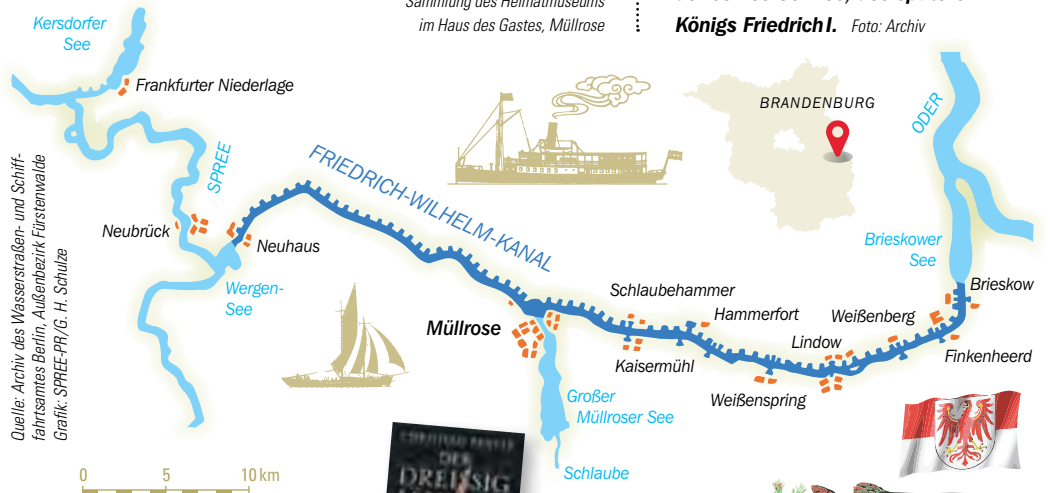 Sammlung des Heimatmuseums
im Haus des Gastes, Müllrose
Königs Friedrich I. Foto: Archiv
Kersdorfer
See
Frankfurter Niederlage
BRANDENBURG
ODER
SPREE
FRIEDRICH-WILHELM-KANAL
Neubrück
Neuhaus
Wergen-
See
Brieskower
See
Brieskow
Schlaubehammer
Hammerfort
Weißenberg
Müllrose
Lindow
Kaisermühl
Finkenheerd
Weißenspring
Großer
Müllroser See
Schlaube
Quelle: Archiv des Wasserstraßen- und Schiff-
fahrtsamtes Berlin, Außenbezirk Fürstenwalde
Grafik: SPREE-PR/G. H. Schulze
0 5 10 km
DER
DREISSIG